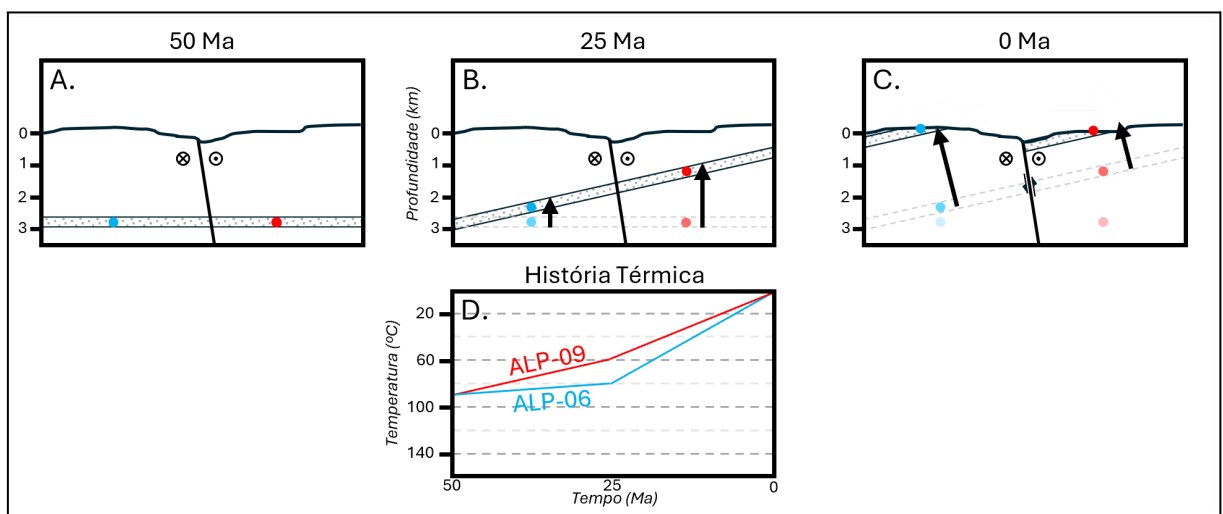 50 Ma
25 Ma
0 Ma
A.
0
1
2
3
Profundidade (km)
B.
0
1
2
3
C.
0
1
2
3
História Térmica
D.
Temperatura (ºC)
20
60
100
140
ALP-09
ALP-06
50
25
0
Tempo (Ma)